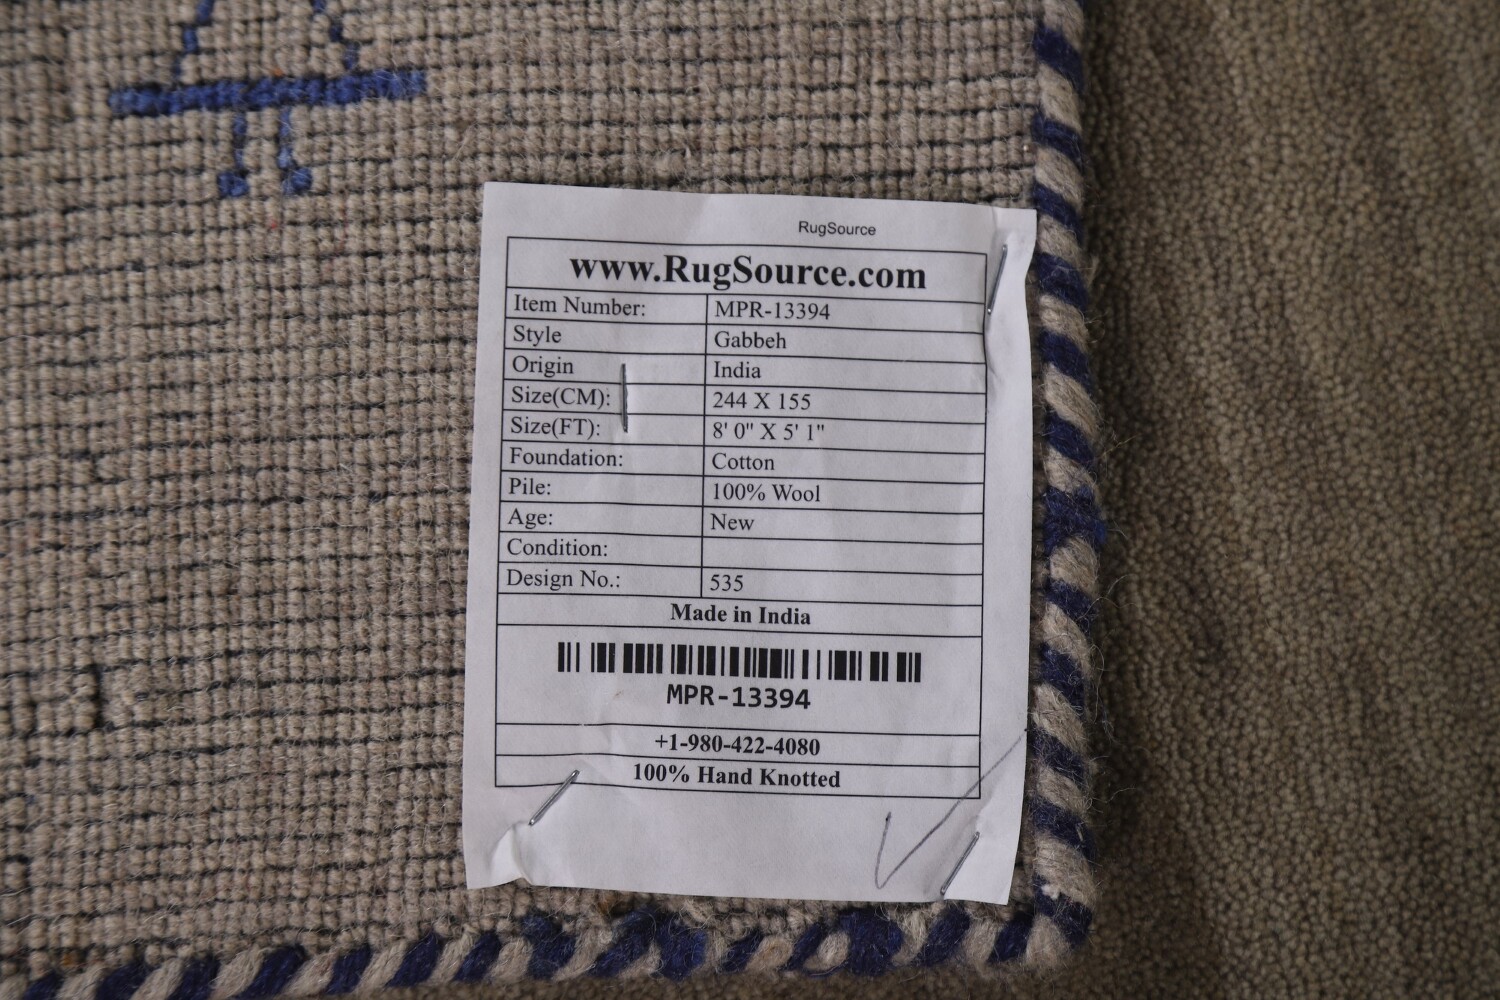 RugSource
www.RugSource.com
Item Number: MPR-13394
Style Gabbeh
Origin India
Size(CM): 244 X 155
Size(FT): 8' 0" X 5' 1"
Foundation: Cotton
Pile: 100% Wool
Age: New
Condition:
Design No.: 535
Made in India
MPR-13394
+1-980-422-4080
100% Hand Knotted